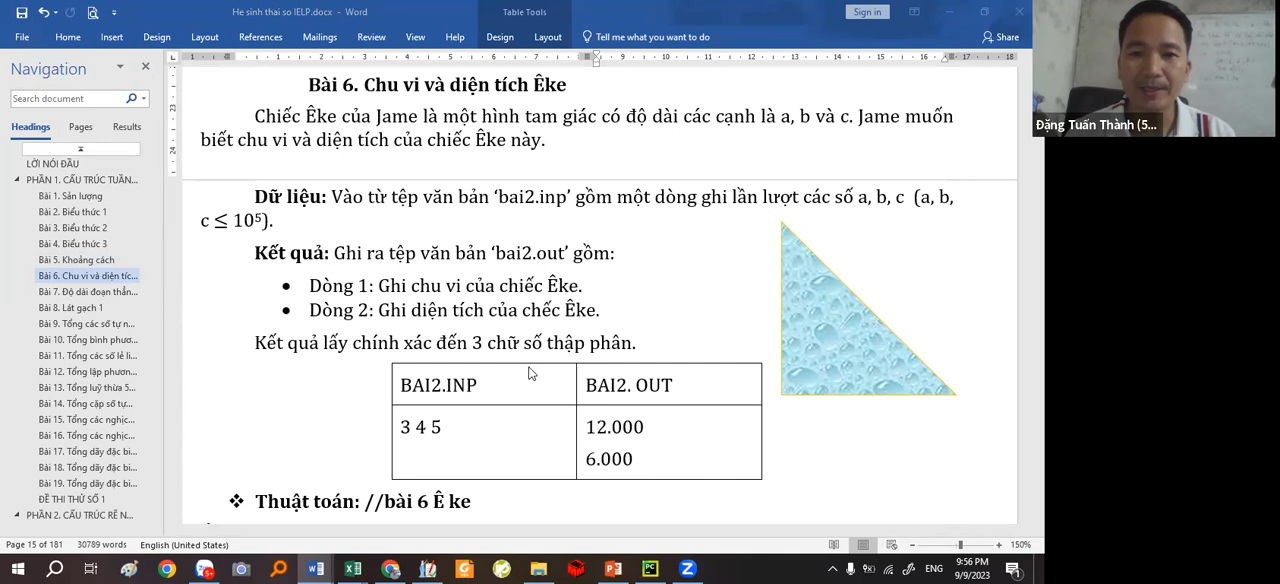 He sinh thai so IELP.docx - Word
Table Tools
Sign in
File Home Insert Design Layout References Mailings Review View Help Design Layout Tell me what you want to do Share
Navigation
Search document
Headings Pages Results
LỜI NÓI ĐẦU
PHẦN 1. CẤU TRÚC TUẦN...
Bài 1. Sản lượng
Bài 2. Biểu thức 1
Bài 3. Biểu thức 2
Bài 4. Biểu thức 3
Bài 5. Khoảng cách
Bài 6. Chu vi và diện tíc...
Bài 7. Độ dài đoạn thẳn...
Bài 8. Lát gạch 1
Bài 9. Tổng các số tự n...
Bài 10. Tổng bình phươ...
Bài 11. Tổng các số lẻ li...
Bài 12. Tổng lập phươn...
Bài 13. Tổng luỹ thừa 5...
Bài 14. Tổng cặp số tự...
Bài 15. Tổng các nghịc...
Bài 16. Tổng các nghịc...
Bài 17. Tổng dãy đặc bi...
Bài 18. Tổng dãy đặc bi...
Bài 19. Tổng dãy đặc bi...
ĐỀ THI THỬ SỐ 1
PHẦN 2. CẤU TRÚC RẼ N...
Bài 6. Chu vi và diện tích Êke
Chiếc Êke của Jame là một hình tam giác có độ dài các cạnh là a, b và c. Jame muốn
biết chu vi và diện tích của chiếc Êke này.
Dữ liệu: Vào từ tệp văn bản ‘bai2.inp’ gồm một dòng ghi lần lượt các số a, b, c (a, b,
c ≤ 10⁵).
Kết quả: Ghi ra tệp văn bản ‘bai2.out’ gồm:
• Dòng 1: Ghi chu vi của chiếc Êke.
• Dòng 2: Ghi diện tích của chếc Êke.
Kết quả lấy chính xác đến 3 chữ số thập phân.
BAI2.INP BAI2. OUT
3 4 5 12.000
6.000
❖ Thuật toán: //bài 6 Ê ke
Đặng Tuấn Thành (5...
Page 15 of 181 30789 words English (United States) 150%
ENG
9:56 PM
9/9/2023